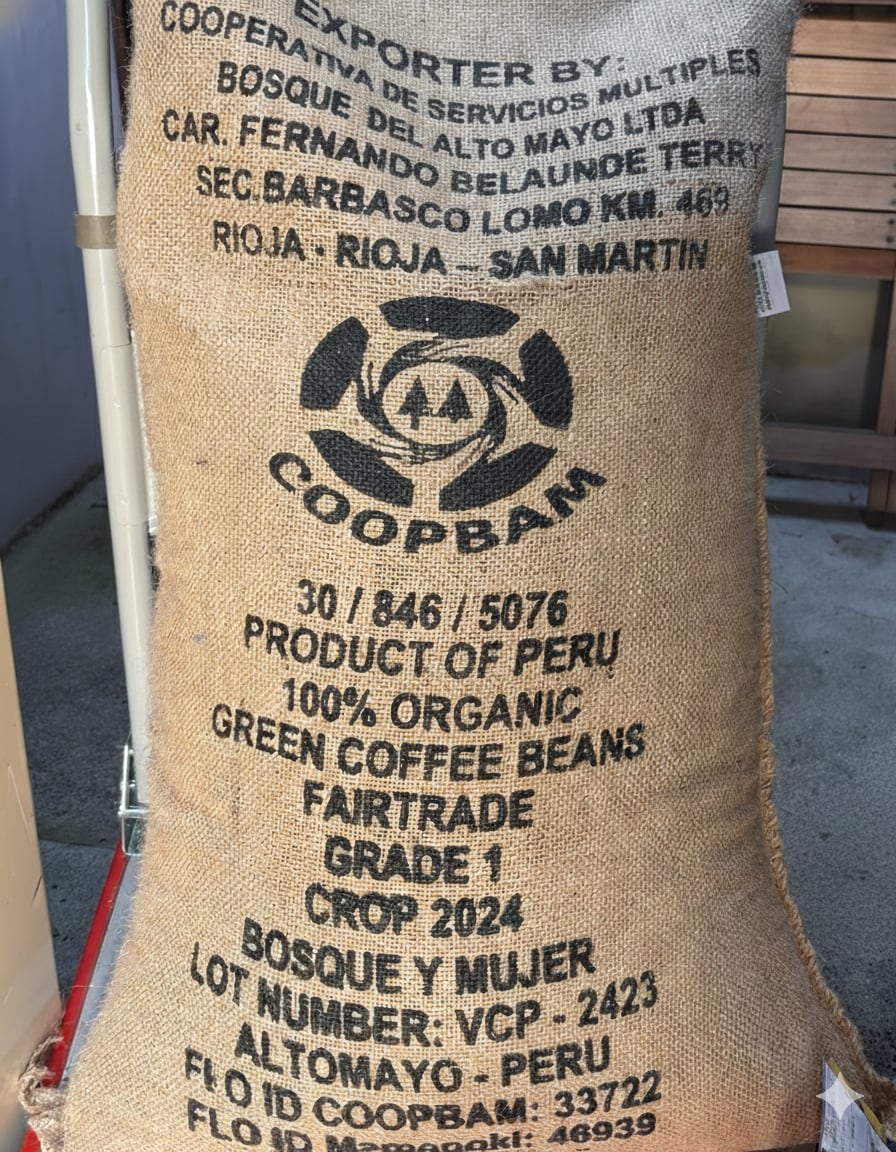 EXPORTER BY:
COOPERATIVA DE SERVICIOS MULTIPLES
BOSQUE DEL ALTO MAYO LTDA
CAR. FERNANDO BELAUNDE TERRY
SEC.BARBASCO LOMO KM. 469
RIOJA - RIOJA - SAN MARTIN
COOPBAM
30 / 846 / 5076
PRODUCT OF PERU
100% ORGANIC
GREEN COFFEE BEANS
FAIRTRADE
GRADE 1
CROP 2024
BOSQUE Y MUJER
LOT NUMBER: VCP - 2423
ALTOMAYO - PERU
FLO ID COOPBAM: 33722
FLO ID : 46939